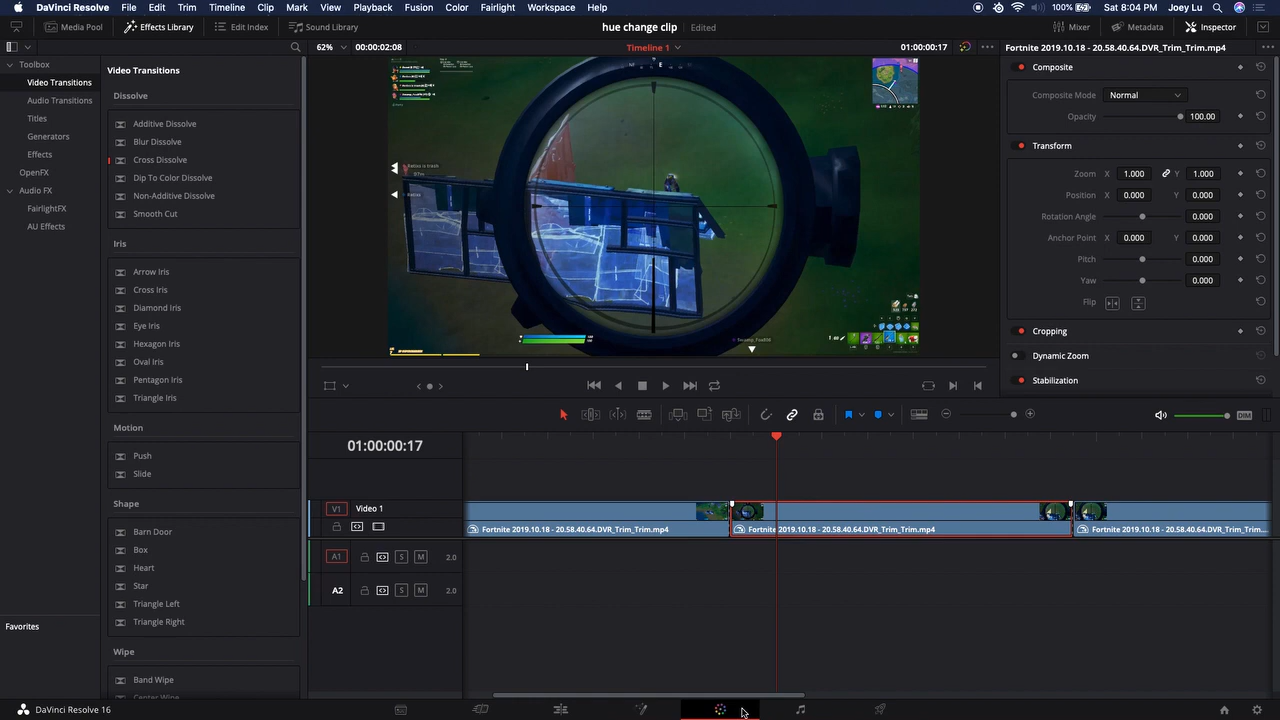 DaVinci Resolve File Edit Trim Timeline Clip Mark View Playback Fusion Color Fairlight Workspace Help 100% Sat 8:04 PM Joey Lu
Media Pool Effects Library Edit Index Sound Library hue change clip Edited Mixer Metadata Inspector
62% 00:00:02:08 Timeline 1 01:00:00:17 Fortnite 2019.10.18 - 20.58.40.64.DVR_Trim_Trim.mp4
Toolbox
Video Transitions
Audio Transitions
Titles
Generators
Effects
OpenFX
Audio FX
FairlightFX
AU Effects
Favorites
Video Transitions
Dissolve
Additive Dissolve
Blur Dissolve
Cross Dissolve
Dip To Color Dissolve
Non-Additive Dissolve
Smooth Cut
Iris
Arrow Iris
Cross Iris
Diamond Iris
Eye Iris
Hexagon Iris
Oval Iris
Pentagon Iris
Triangle Iris
Motion
Push
Slide
Shape
Barn Door
Box
Heart
Star
Triangle Left
Triangle Right
Wipe
Band Wipe
Center Wipe
E
Composite
Composite Mode Normal
Opacity 100.00
Transform
Zoom X 1.000 Y 1.000
Position X 0.000 Y 0.000
Rotation Angle 0.000
Anchor Point X 0.000 Y 0.000
Pitch 0.000
Yaw 0.000
Flip
Cropping
Dynamic Zoom
Stabilization
DIM
01:00:00:17
V1 Video 1
Fortnite 2019.10.18 - 20.58.40.64.DVR_Trim_Trim.mp4
Fortnite 2019.10.18 - 20.58.40.64.DVR_Trim_Trim.mp4
Fortnite 2019.10.18 - 20.58.40.64.DVR_Trim_Trim....
A1 S M 2.0
A2 S M 2.0
DaVinci Resolve 16